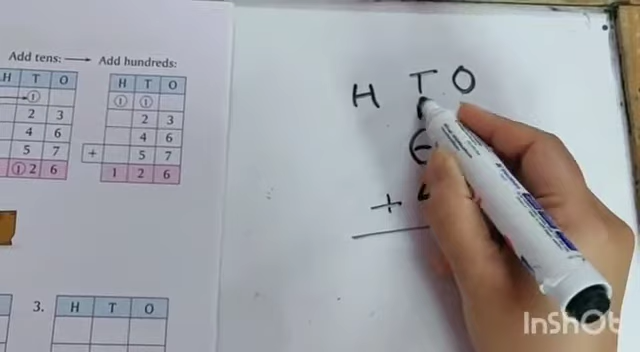 Add tens: → Add hundreds:
H T O
①
2 3
4 6
5 7
① 2 6
H T O
① ①
2 3
4 6
+ 5 7
1 2 6
3. H T O
H T O
+
InShOt